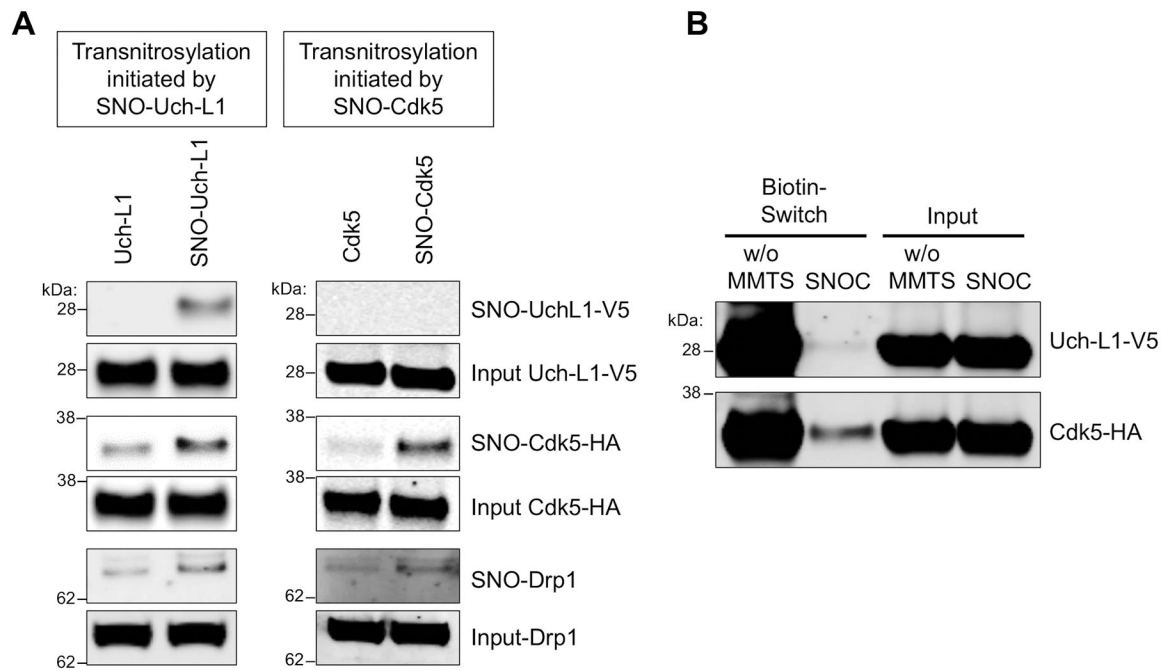 A
B
Transnitrosylation
initiated by
SNO-Uch-L1
Transnitrosylation
initiated by
SNO-Cdk5
Uch-L1
SNO-Uch-L1
Cdk5
SNO-Cdk5
kDa:
28
kDa:
28
SNO-UchL1-V5
28
28
Input Uch-L1-V5
38
38
SNO-Cdk5-HA
38
38
Input Cdk5-HA
62
62
SNO-Drp1
62
62
Input-Drp1
Biotin-
Switch
Input
w/o
MMTS
SNOC
w/o
MMTS
SNOC
kDa:
28
Uch-L1-V5
38
Cdk5-HA